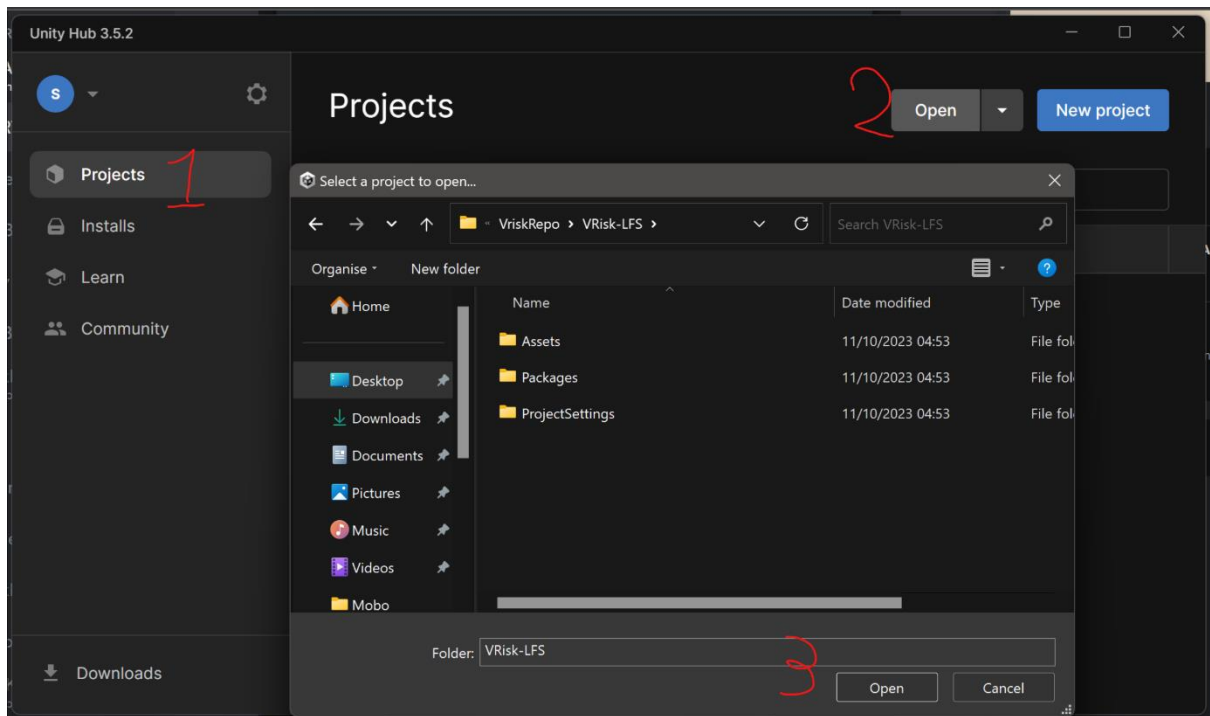 Unity Hub 3.5.2
S
Projects
2
Open
New project
Projects
1
Installs
Learn
Community
Downloads
Select a project to open...
VriskRepo > VRisk-LFS >
Search VRisk-LFS
Organise
New folder
?
Home
Desktop
Downloads
Documents
Pictures
Music
Videos
Mobo
Name Date modified Type
Assets 11/10/2023 04:53 File fol
Packages 11/10/2023 04:53 File fol
ProjectSettings 11/10/2023 04:53 File fol
Folder: VRisk-LFS
3
Open
Cancel